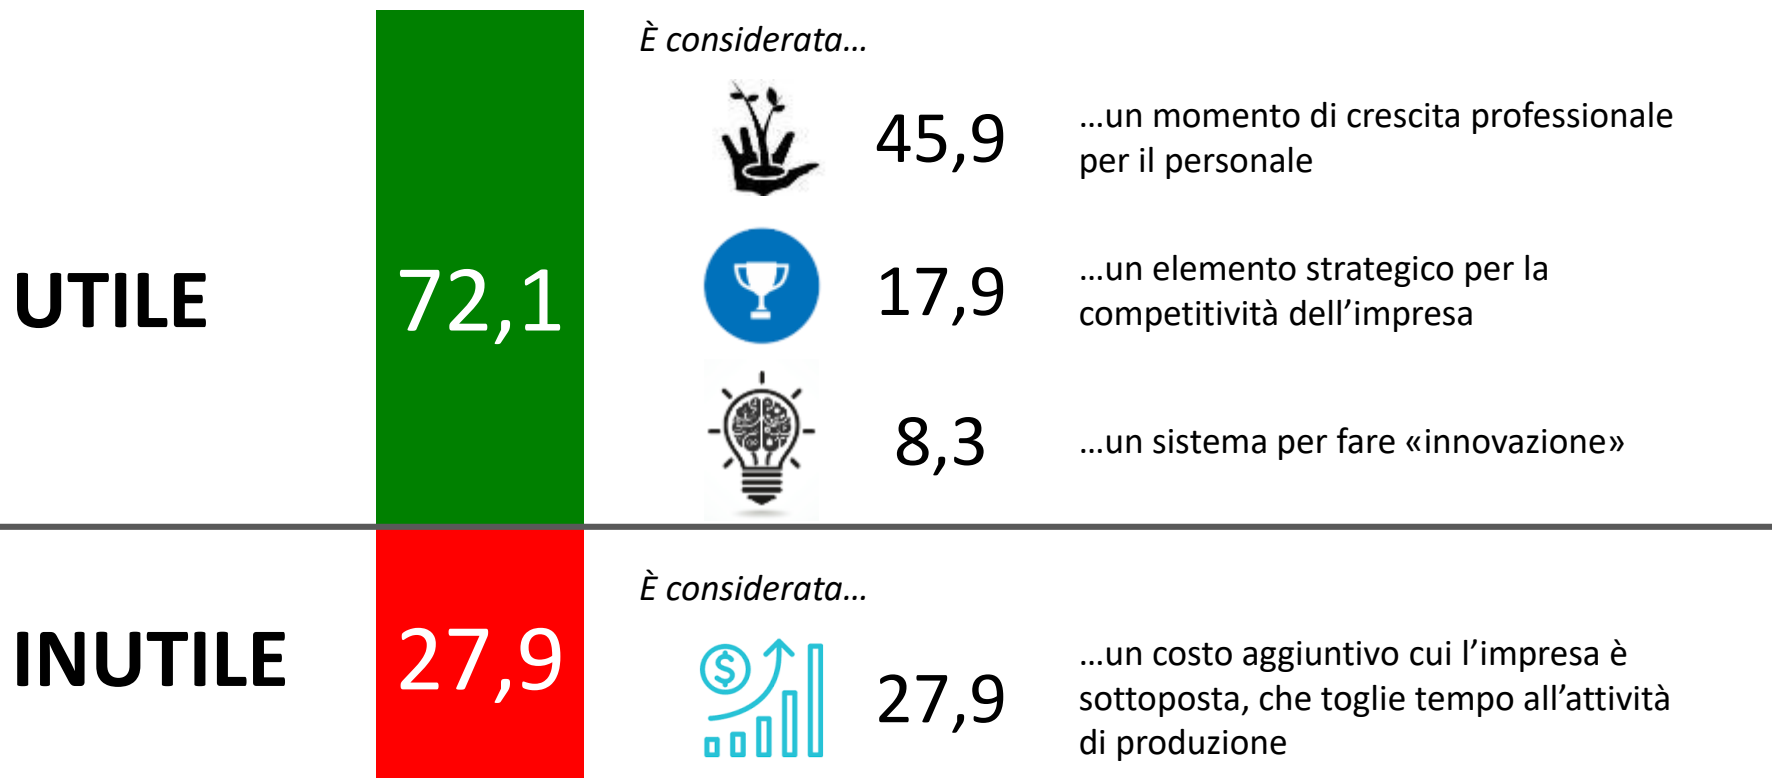 È considerata…
45,9
…un momento di crescita professionale
per il personale
UTILE
72,1
17,9
…un elemento strategico per la
competitività dell’impresa
8,3
…un sistema per fare «innovazione»
È considerata…
INUTILE
27,9
27,9
…un costo aggiuntivo cui l’impresa è
sottoposta, che toglie tempo all’attività
di produzione